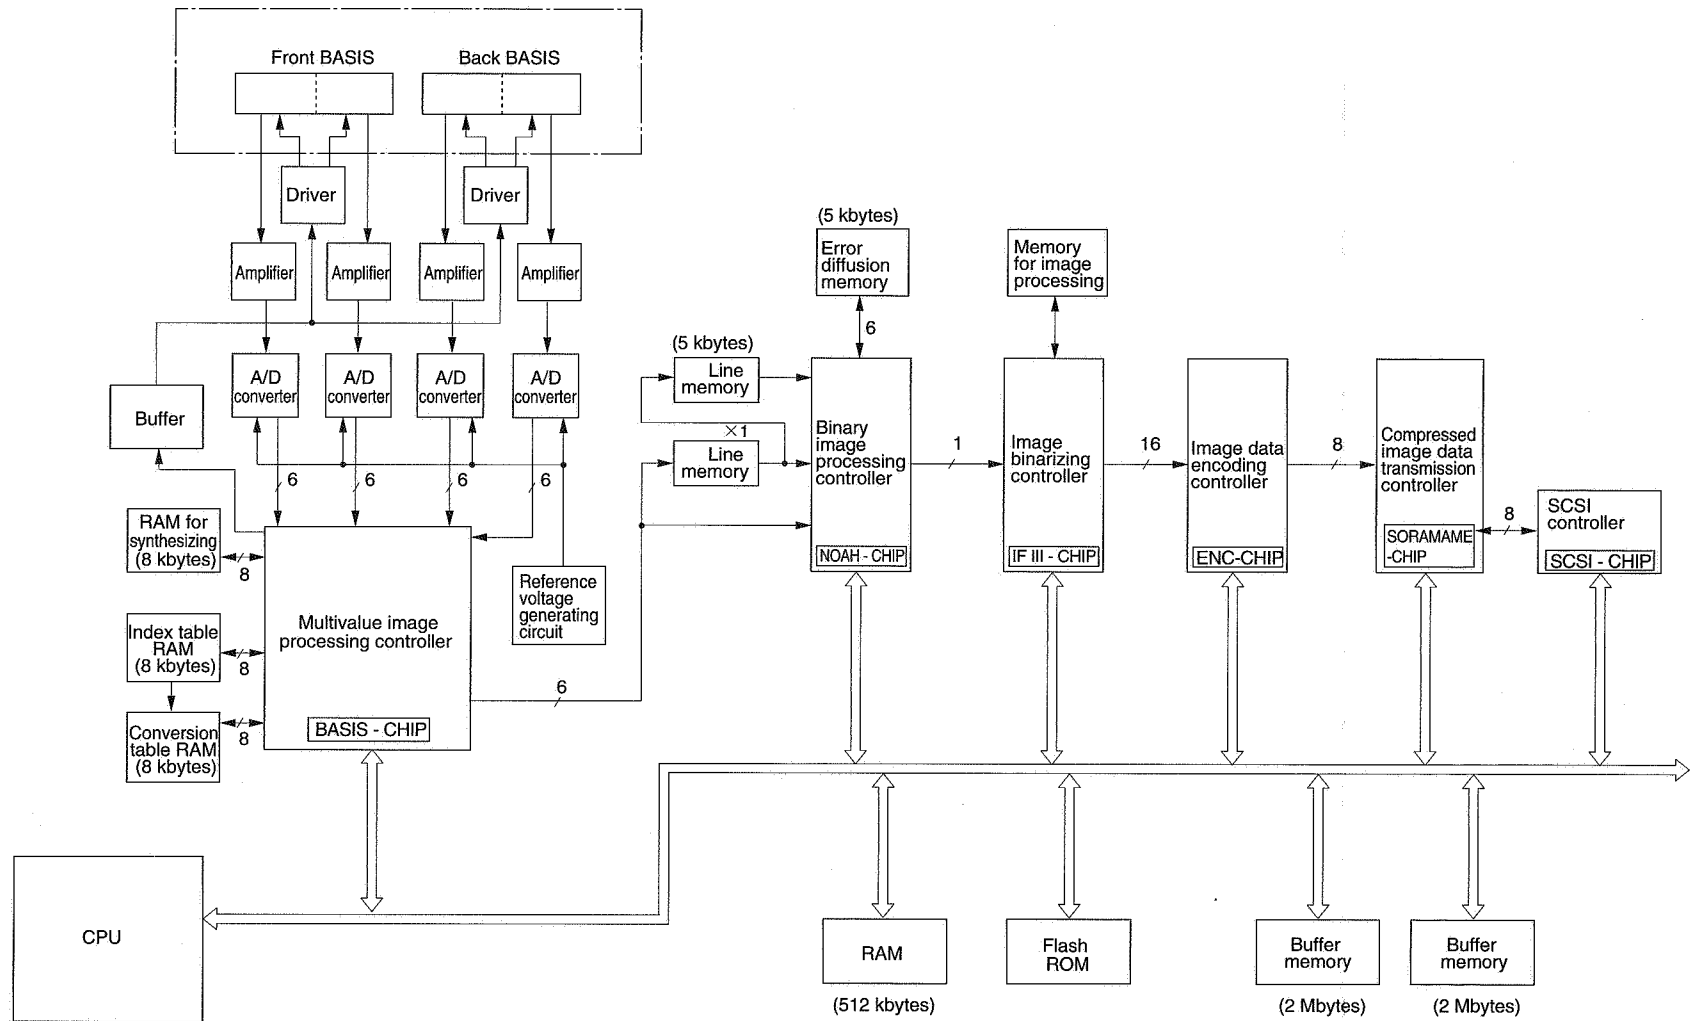 Front BASIS
Back BASIS
Driver
Driver
Amplifier
Amplifier
Amplifier
Amplifier
A/D
converter
A/D
converter
A/D
converter
A/D
converter
Buffer
6
6
6
6
RAM for
synthesizing
(8 kbytes)
8
Index table
RAM
(8 kbytes)
8
Conversion
table RAM
(8 kbytes)
8
Multivalue image
processing controller
BASIS - CHIP
Reference
voltage
generating
circuit
6
(5 kbytes)
Line
memory
×1
Line
memory
(5 kbytes)
Error
diffusion
memory
6
Binary
image
processing
controller
NOAH - CHIP
1
Memory
for image
processing
Image
binarizing
controller
IF III - CHIP
16
Image data
encoding
controller
ENC-CHIP
8
Compressed
image data
transmission
controller
SORAMAME
-CHIP
8
SCSI
controller
SCSI - CHIP
CPU
RAM
(512 kbytes)
Flash
ROM
Buffer
memory
(2 Mbytes)
Buffer
memory
(2 Mbytes)